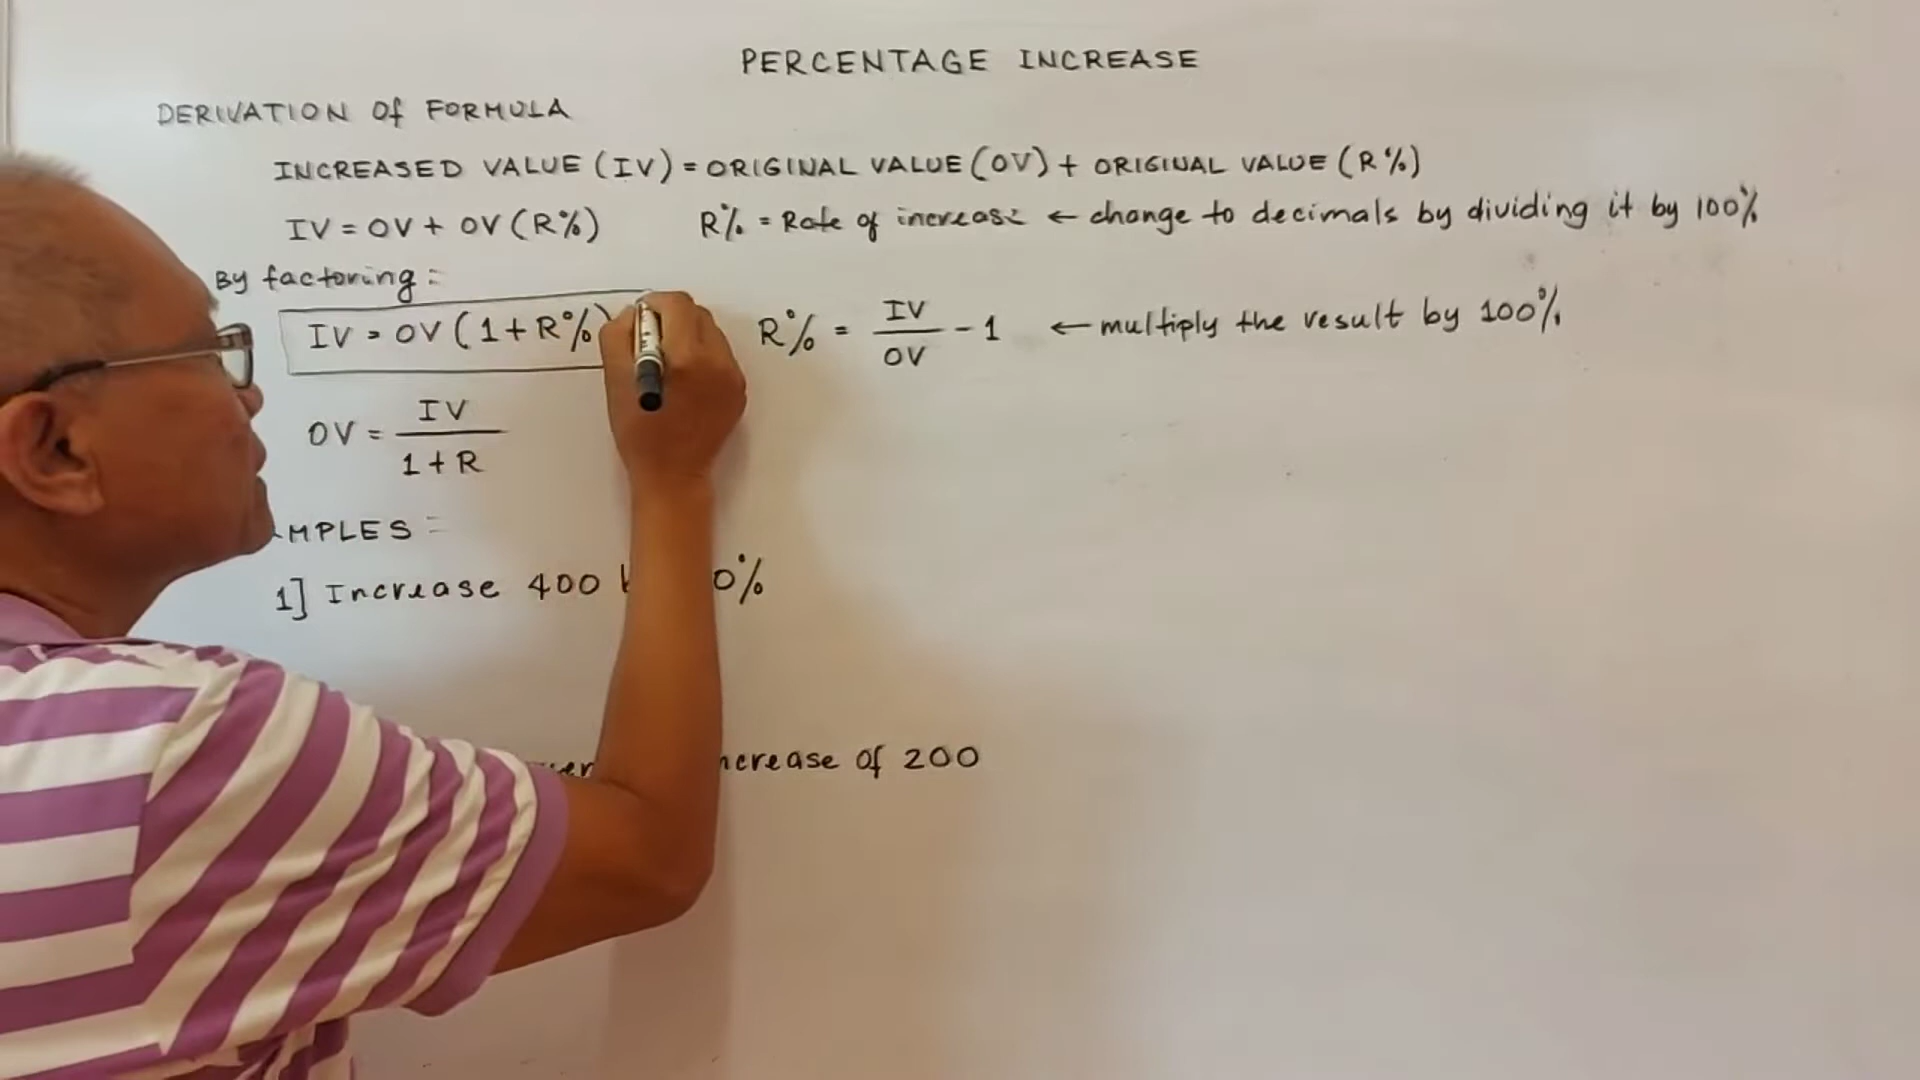 PERCENTAGE INCREASE
DERIVATION Of FORMULA
INCREASED VALUE (IV) = ORIGINAL VALUE (OV) + ORIGINAL VALUE (R%)
IV = OV + OV (R%) R% = Rate of increase ← change to decimals by dividing it by 100%
By factoring:
IV = OV (1+R%) R% = IV/OV - 1 ← multiply the result by 100%
OV = IV/1+R
1] Increase 400 0%
of 200